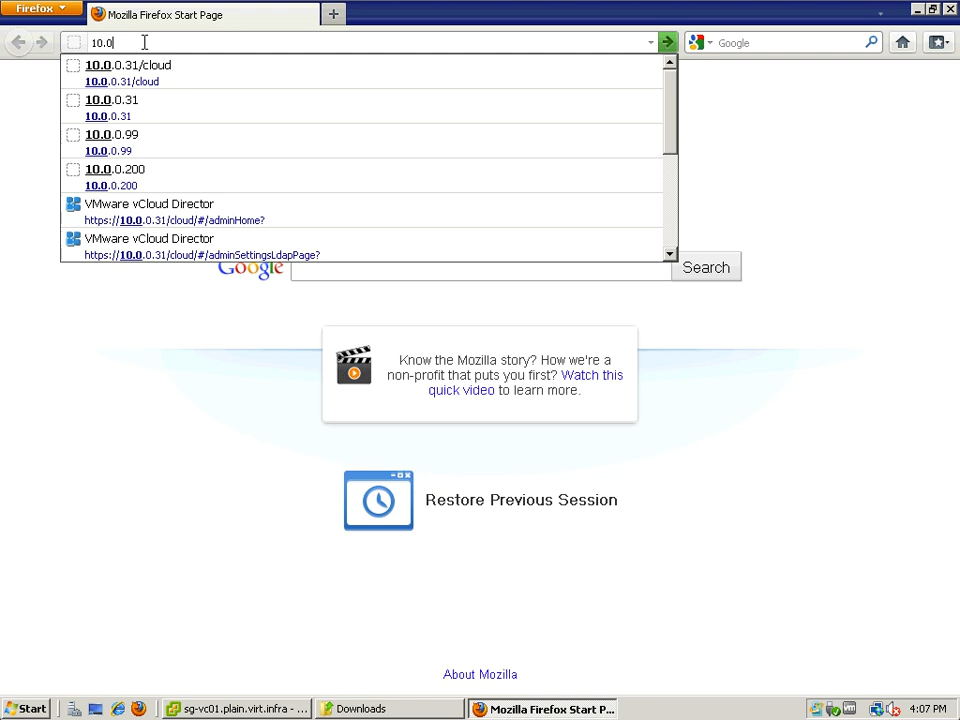 Firefox
Mozilla Firefox Start Page
10.0
Google
10.0.0.31/cloud
10.0.0.31/cloud
10.0.0.31
10.0.0.31
10.0.0.99
10.0.0.99
10.0.0.200
10.0.0.200
VMware vCloud Director
https://10.0.0.31/cloud/#/adminHome?
VMware vCloud Director
https://10.0.0.31/cloud/#/adminSettingsLdapPage?
Google
Search
Know the Mozilla story? How we're a
non-profit that puts you first? Watch this
quick video to learn more.
Restore Previous Session
About Mozilla
Start
sg-vc01.plain.virt.infra - ...
Downloads
Mozilla Firefox Start P...
4:07 PM